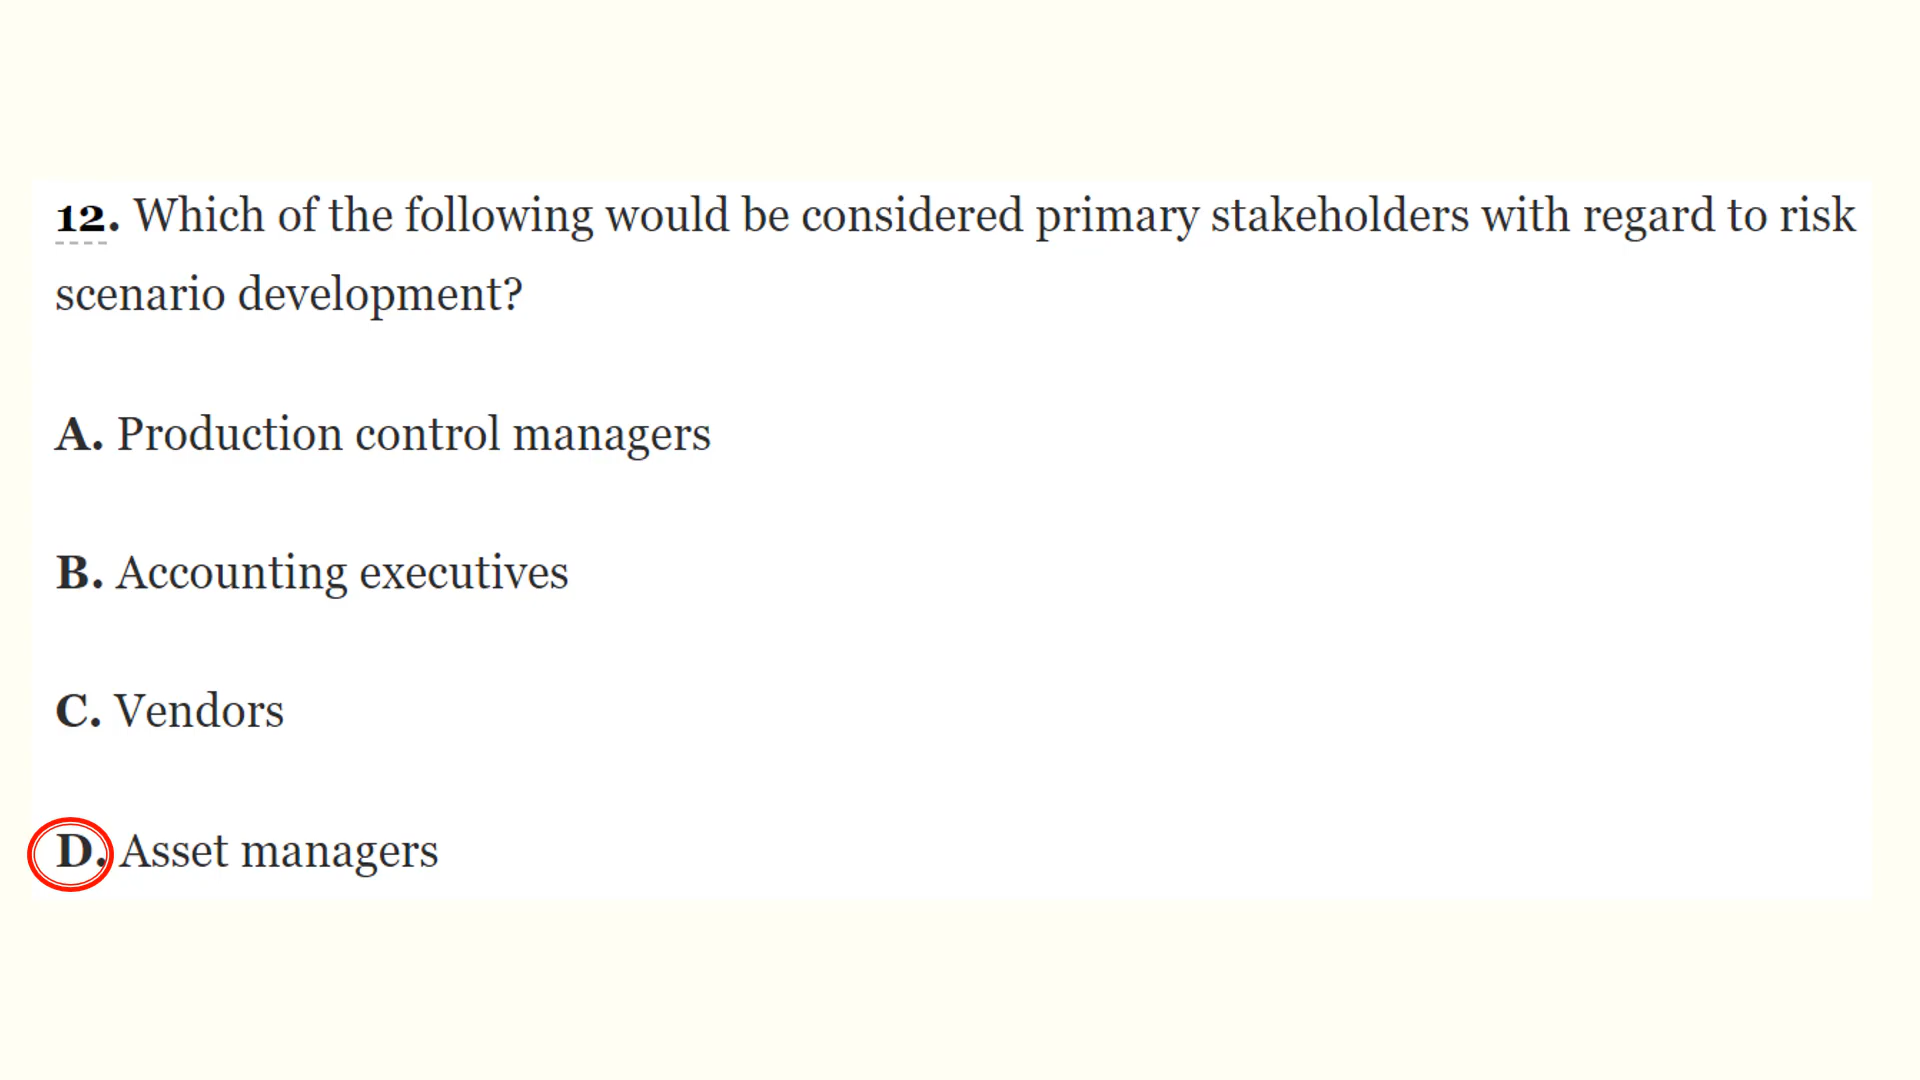 12. Which of the following would be considered primary stakeholders with regard to risk
scenario development?
A. Production control managers
B. Accounting executives
C. Vendors
D. Asset managers